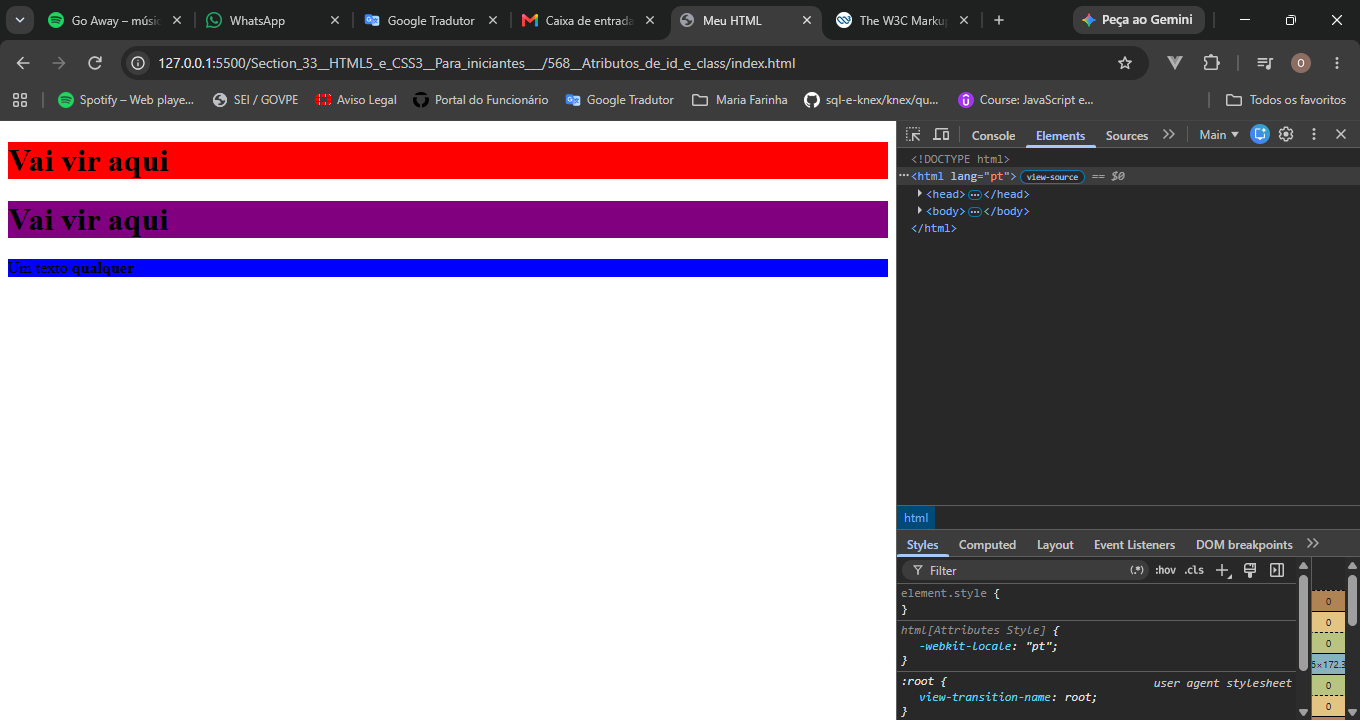 Go Away – músic
WhatsApp
Google Tradutor
Caixa de entrada
Meu HTML
The W3C Marku
Peça ao Gemini
127.0.0.1:5500/Section_33__HTML5_e_CSS3__Para_iniciantes___/568__Atributos_de_id_e_class/index.html
O
Spotify – Web playe...
SEI / GOVPE
Aviso Legal
Portal do Funcionário
Google Tradutor
Maria Farinha
sql-e-knex/knex/qu...
Course: JavaScript e...
Todos os favoritos
Vai vir aqui
Vai vir aqui
Um texto qualquer
Console Elements Sources Main
<!DOCTYPE html>
<html lang="pt"> view-source == $0
<head> </head>
<body> </body>
</html>
html
Styles Computed Layout Event Listeners DOM breakpoints
Filter (.*) :hov .cls
element.style {
}
html[Attributes Style] {
-webkit-locale: "pt";
}
:root { user agent stylesheet
view-transition-name: root;
}
0
0
0
5×172.3
0
0